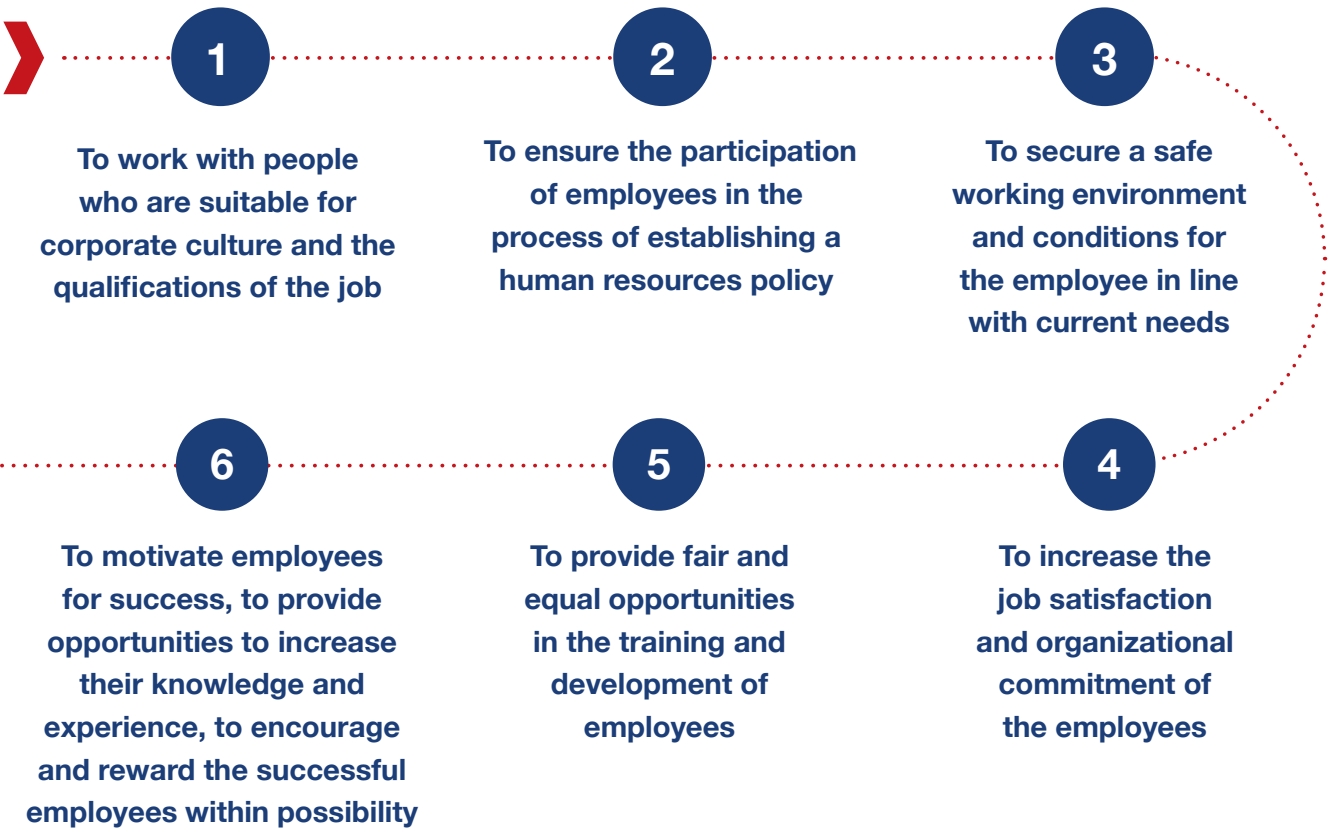 1
To work with people
who are suitable for
corporate culture and the
qualifications of the job
2
To ensure the participation
of employees in the
process of establishing a
human resources policy
3
To secure a safe
working environment
and conditions for
the employee in line
with current needs
4
To increase the
job satisfaction
and organizational
commitment of
the employees
5
To provide fair and
equal opportunities
in the training and
development of
employees
6
To motivate employees
for success, to provide
opportunities to increase
their knowledge and
experience, to encourage
and reward the successful
employees within possibility